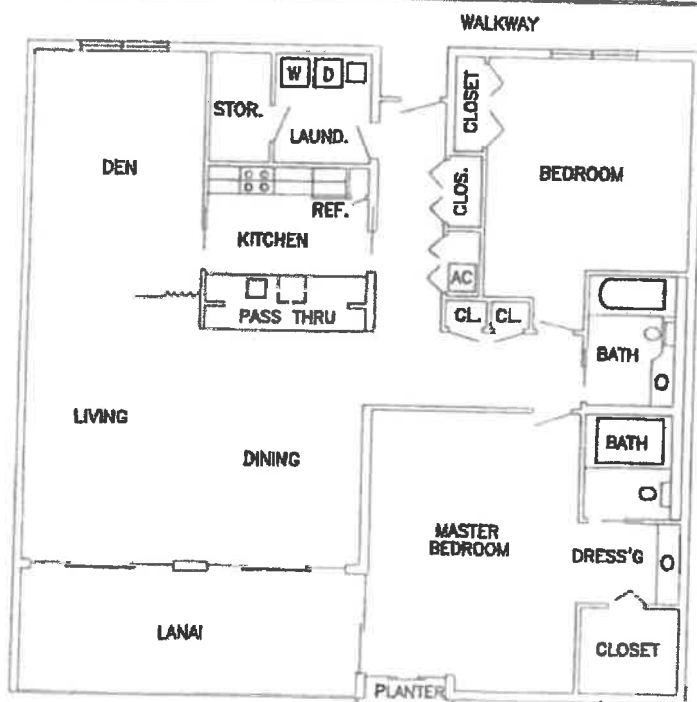 WALKWAY
W D
STOR.
LAUND.
CLOSET
DEN
BEDROOM
CLOS.
REF.
KITCHEN
AC
PASS THRU
CL. CL.
BATH
LIVING
DINING
BATH
MASTER
BEDROOM
DRESS'G
LANAI
CLOSET
PLANTER